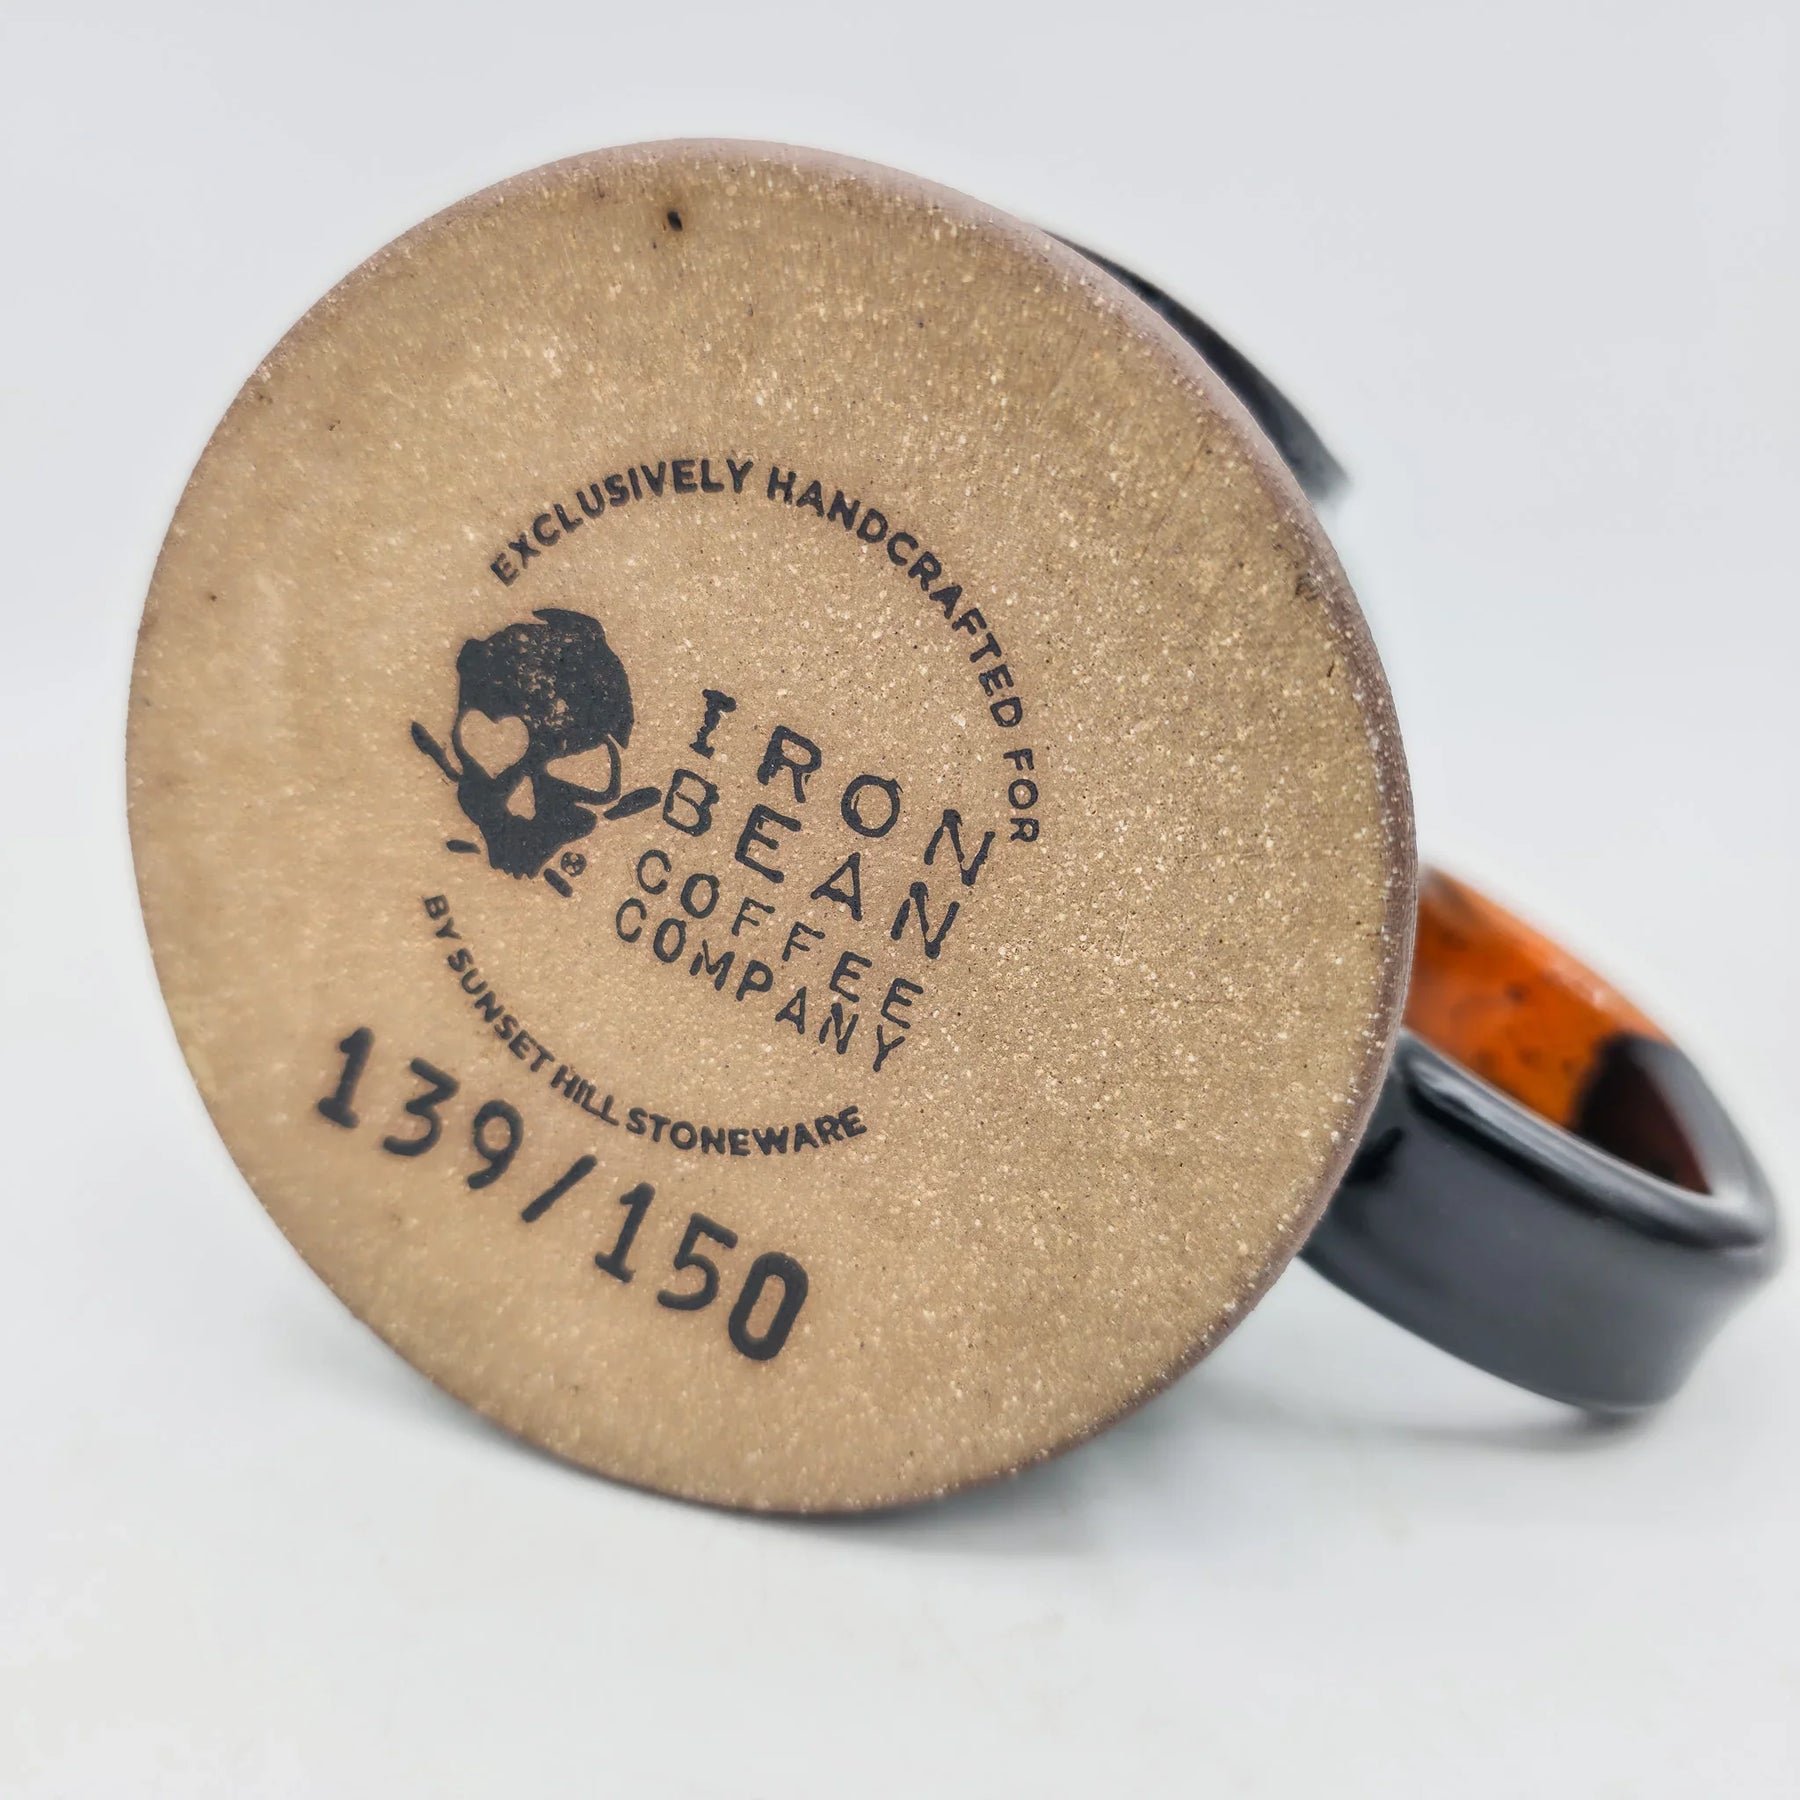 EXCLUSIVELY HANDCRAFTED FOR
IRON
BEAN
COFFEE
COMPANY
BY SUNSET HILL STONEWARE
139/150